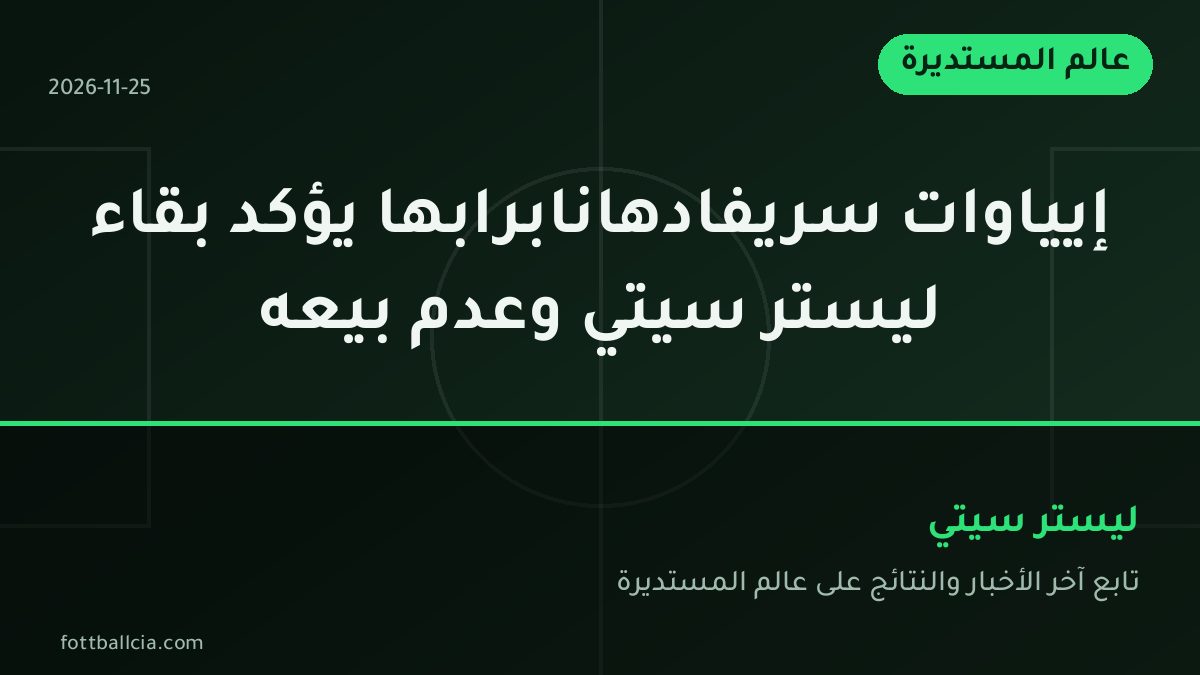 عالم المستديرة
2026-11-25
إيياوات سريفادهانابرابها يؤكد بقاء
ليستر سيتي وعدم بيعه
ليستر سيتي
تابع آخر الأخبار والنتائج على عالم المستديرة
fottballcia.com